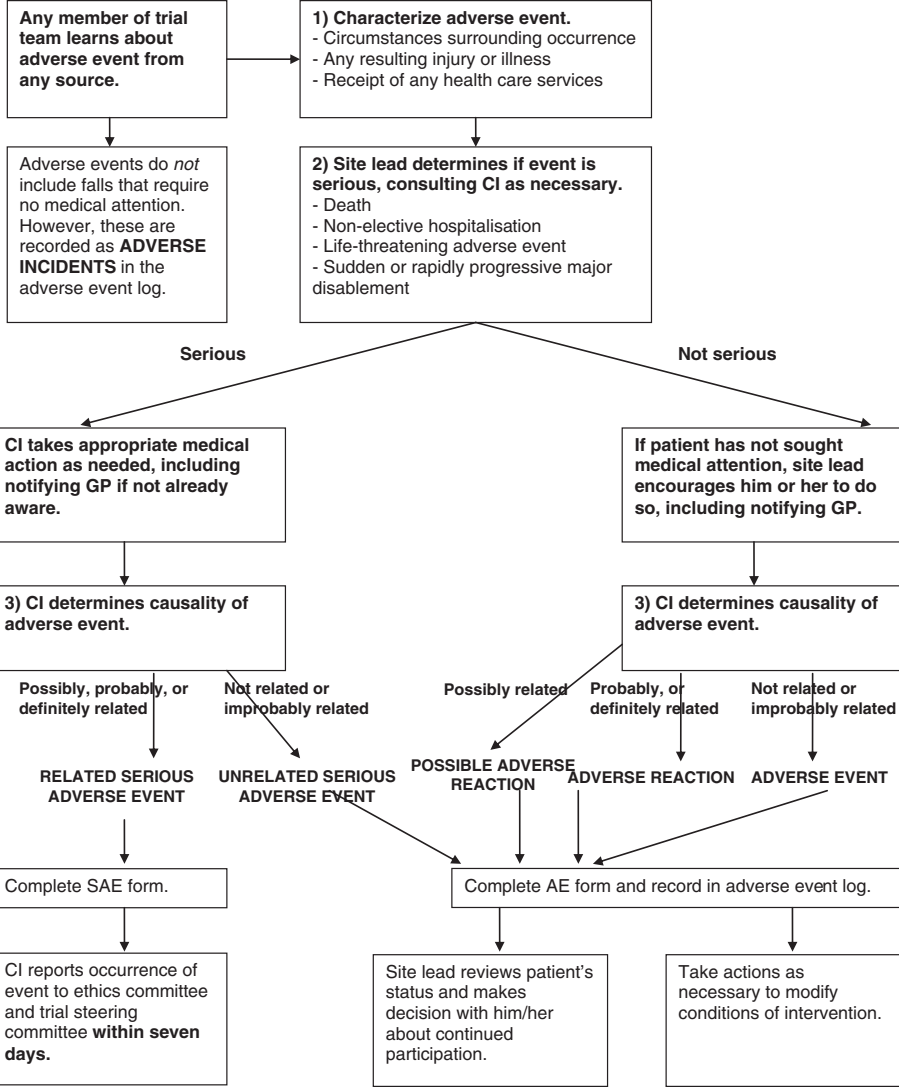 Any member of trial
team learns about
adverse event from
any source.
1) Characterize adverse event.
- Circumstances surrounding occurrence
- Any resulting injury or illness
- Receipt of any health care services
Adverse events do not
include falls that require
no medical attention.
However, these are
recorded as ADVERSE
INCIDENTS in the
adverse event log.
2) Site lead determines if event is
serious, consulting CI as necessary.
- Death
- Non-elective hospitalisation
- Life-threatening adverse event
- Sudden or rapidly progressive major
disablement
Serious
Not serious
CI takes appropriate medical
action as needed, including
notifying GP if not already
aware.
If patient has not sought
medical attention, site lead
encourages him or her to do
so, including notifying GP.
3) CI determines causality of
adverse event.
3) CI determines causality of
adverse event.
Possibly, probably, or
definitely related
Not related or
improbably related
Possibly related
Probably, or
definitely related
Not related or
improbably related
RELATED SERIOUS
ADVERSE EVENT
UNRELATED SERIOUS
ADVERSE EVENT
POSSIBLE ADVERSE
REACTION
ADVERSE REACTION
ADVERSE EVENT
Complete SAE form.
Complete AE form and record in adverse event log.
CI reports occurrence of
event to ethics committee
and trial steering
committee within seven
days.
Site lead reviews patient's
status and makes
decision with him/her
about continued
participation.
Take actions as
necessary to modify
conditions of intervention.